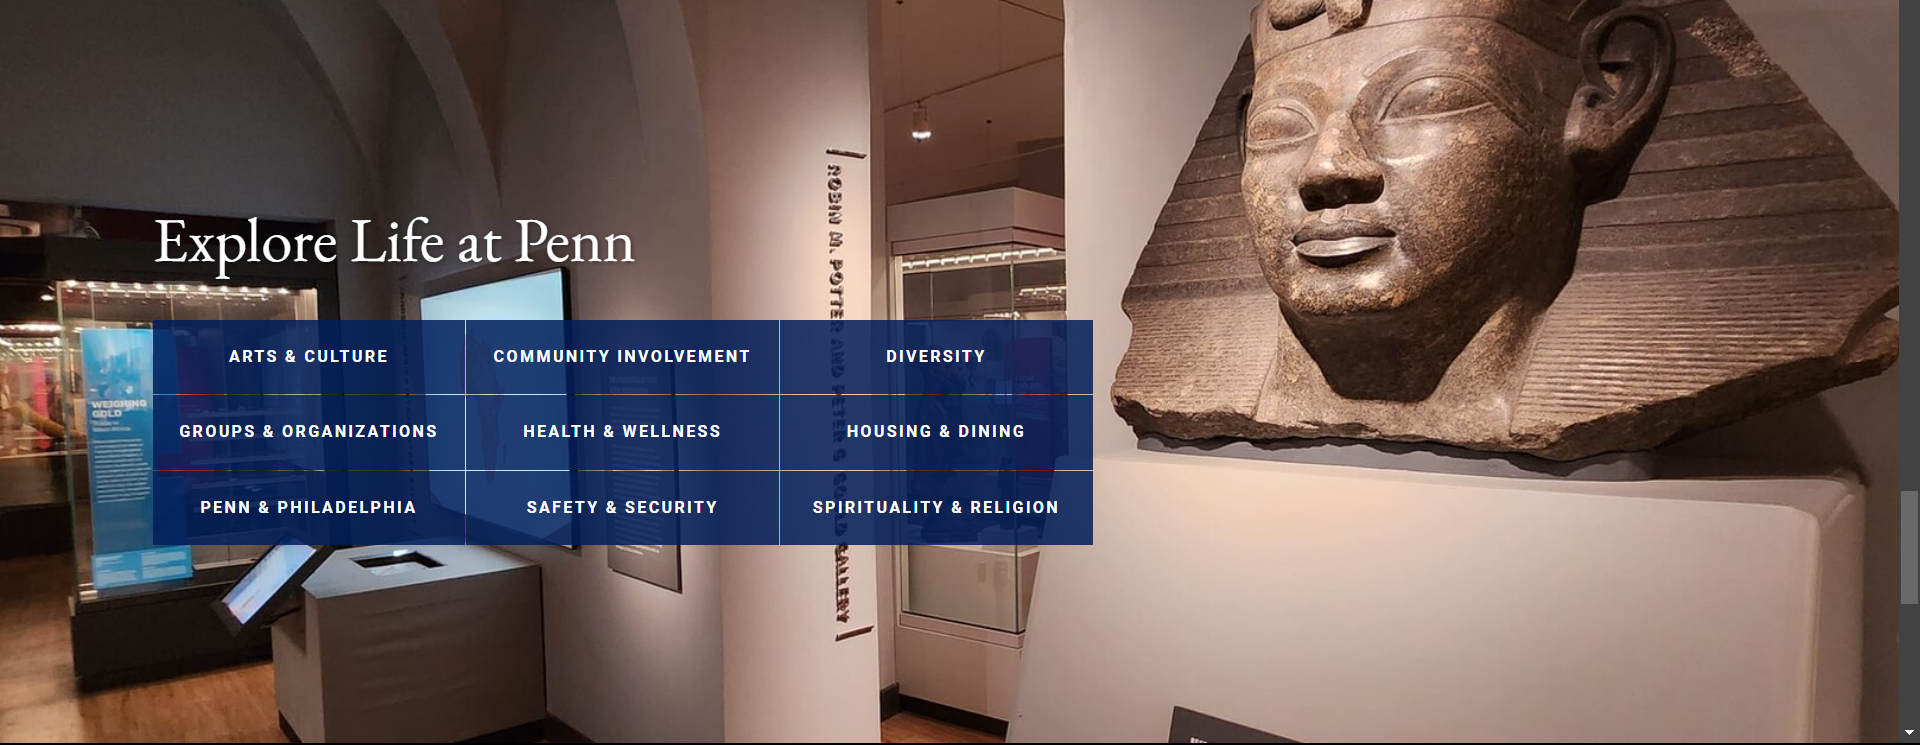 Explore Life at Penn
ARTS & CULTURE
COMMUNITY INVOLVEMENT
DIVERSITY
GROUPS & ORGANIZATIONS
HEALTH & WELLNESS
HOUSING & DINING
PENN & PHILADELPHIA
SAFETY & SECURITY
SPIRITUALITY & RELIGION
ROBIN M. POTTER AND PETER GOLD GALLERY
WEIGHING
GOLD